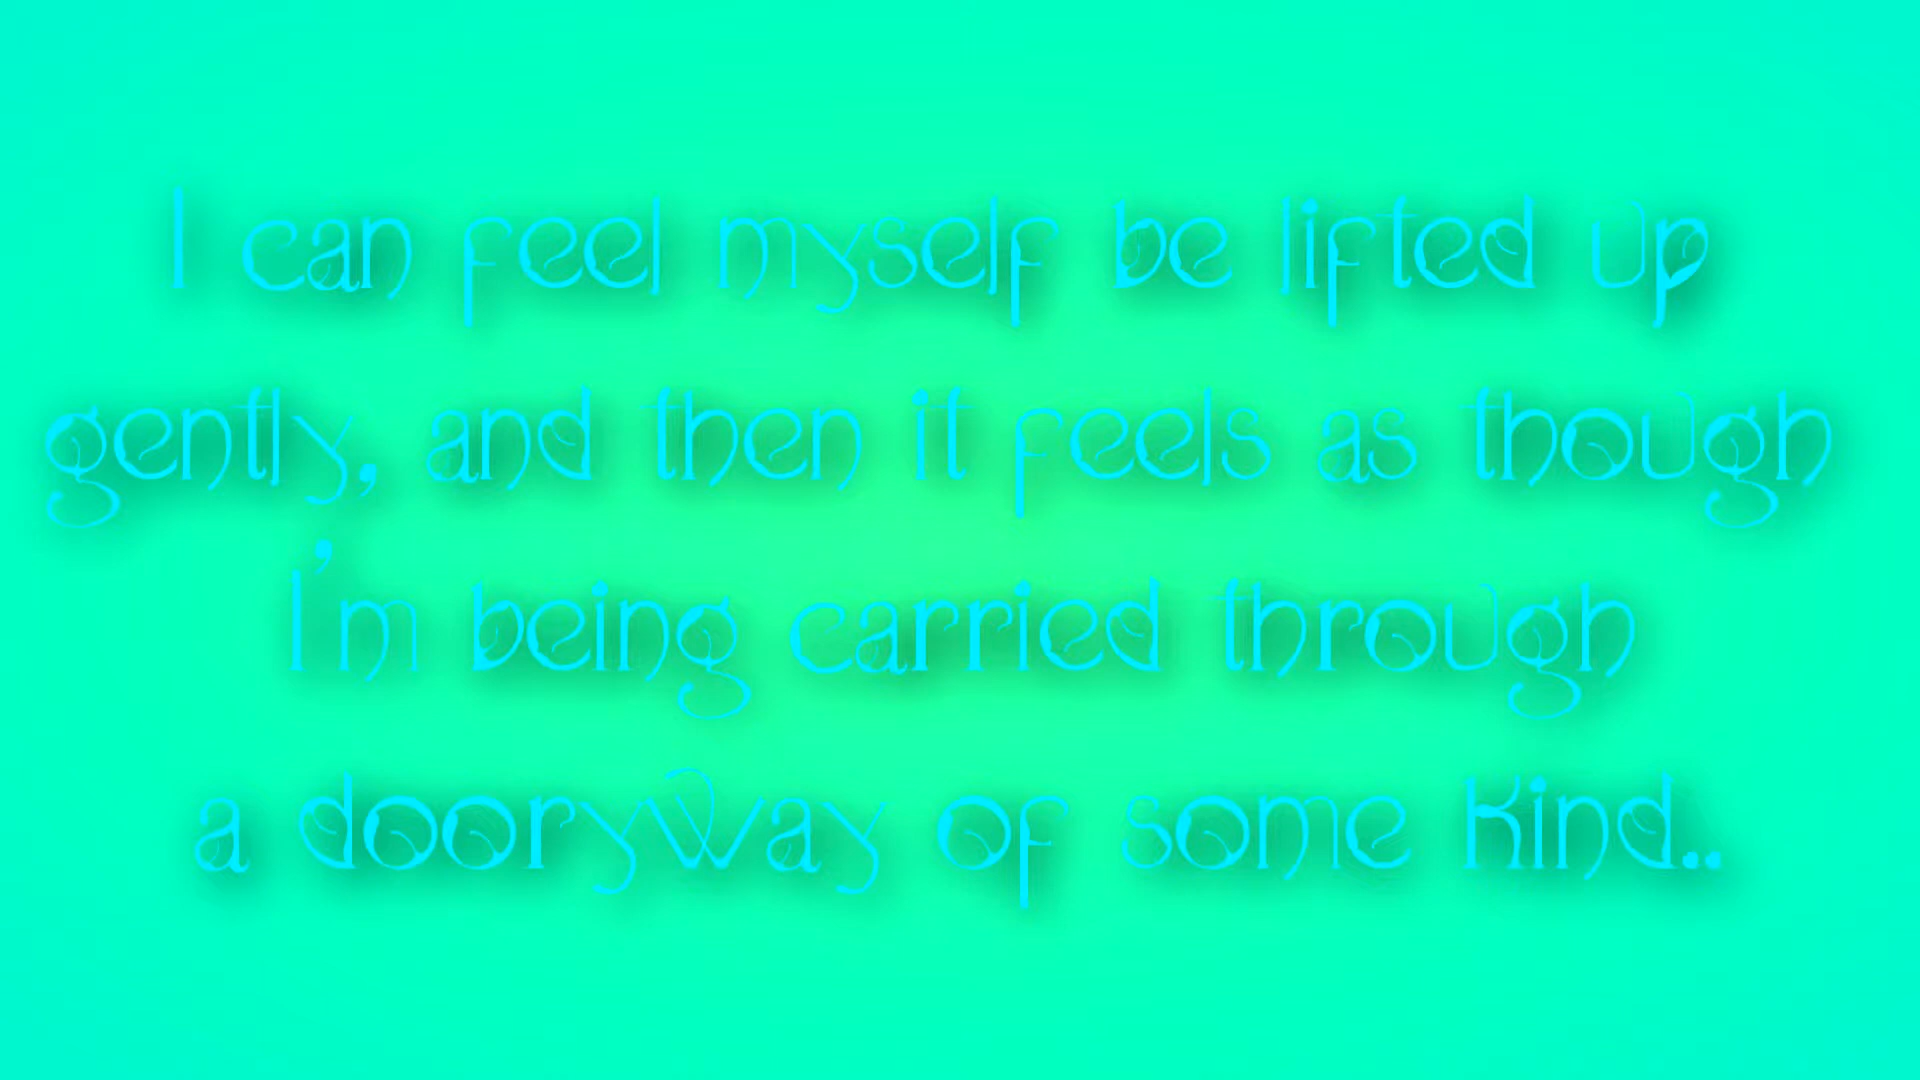 I can feel myself be lifted up
gently, and then it feels as though
I'm being carried through
a dooryway of some kind..